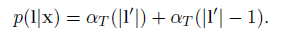 p(l|x) = α_T(|l′|) + α_T(|l′| − 1).